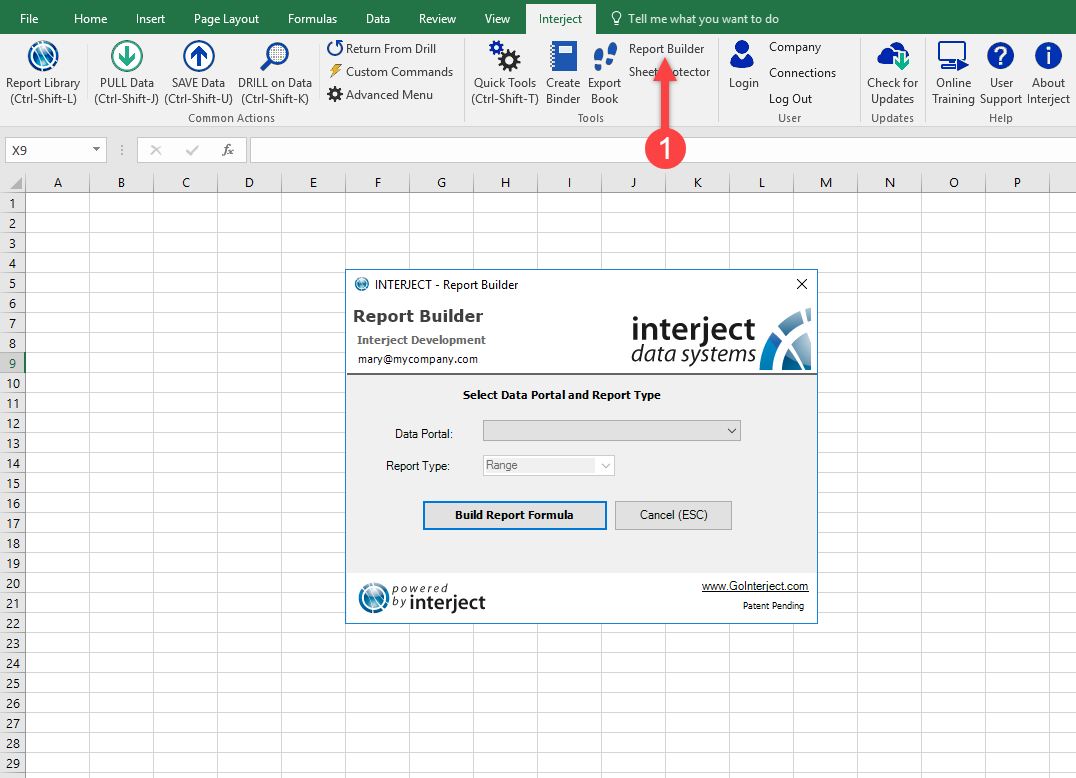 File Home Insert Page Layout Formulas Data Review View Interject Tell me what you want to do
Report Library
(Ctrl-Shift-L)
PULL Data
(Ctrl-Shift-J)
SAVE Data
(Ctrl-Shift-U)
DRILL on Data
(Ctrl-Shift-K)
Return From Drill
Custom Commands
Advanced Menu
Common Actions
Quick Tools
(Ctrl-Shift-T)
Create
Binder
Export
Book
Report Builder
Sheet Protector
Tools
Login
Company
Connections
Log Out
User
Check for
Updates
Updates
Online
Training
User
Support
About
Interject
Help
1
X9 fx
A B C D E F G H I J K L M N O P
1
2
3
4
5
6
7
8
9
10
11
12
13
14
15
16
17
18
19
20
21
22
23
24
25
26
27
28
29
INTERJECT - Report Builder
Report Builder
Interject Development
mary@mycompany.com
interject
data systems
Select Data Portal and Report Type
Data Portal:
Report Type: Range
Build Report Formula Cancel (ESC)
powered
by interject
www.GoInterject.com
Patent Pending